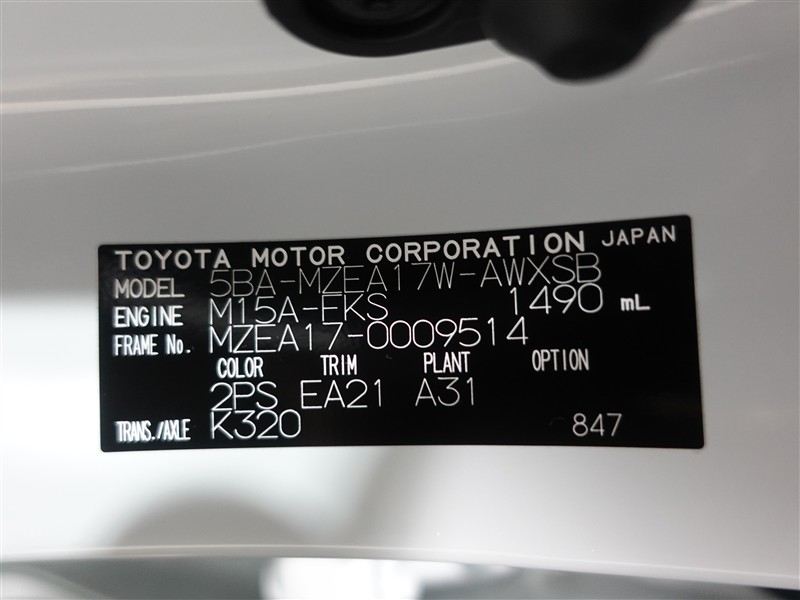 TOYOTA MOTOR CORPORATION JAPAN
MODEL 5BA-MZEA17W-AWXSB
ENGINE M15A-FKS 1490 mL
FRAME No. MZEA17-0009514
COLOR TRIM PLANT OPTION
2PS EA21 A31
TRANS./AXLE K320 847